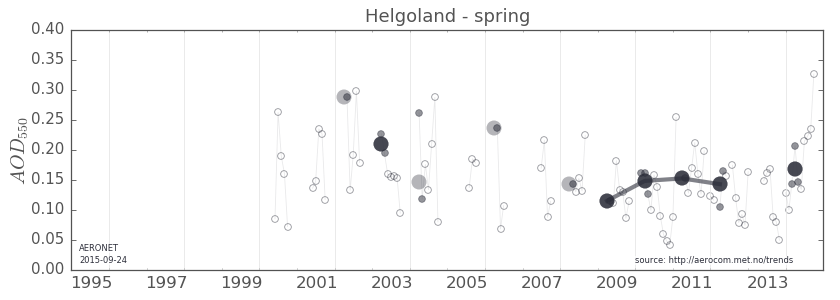 Helgoland - spring
0.40
0.35
0.30
0.25
0.20
0.15
0.10
0.05
0.00
AOD550
AERONET
2015-09-24
source: http://aerocom.met.no/trends
1995 1997 1999 2001 2003 2005 2007 2009 2011 2013